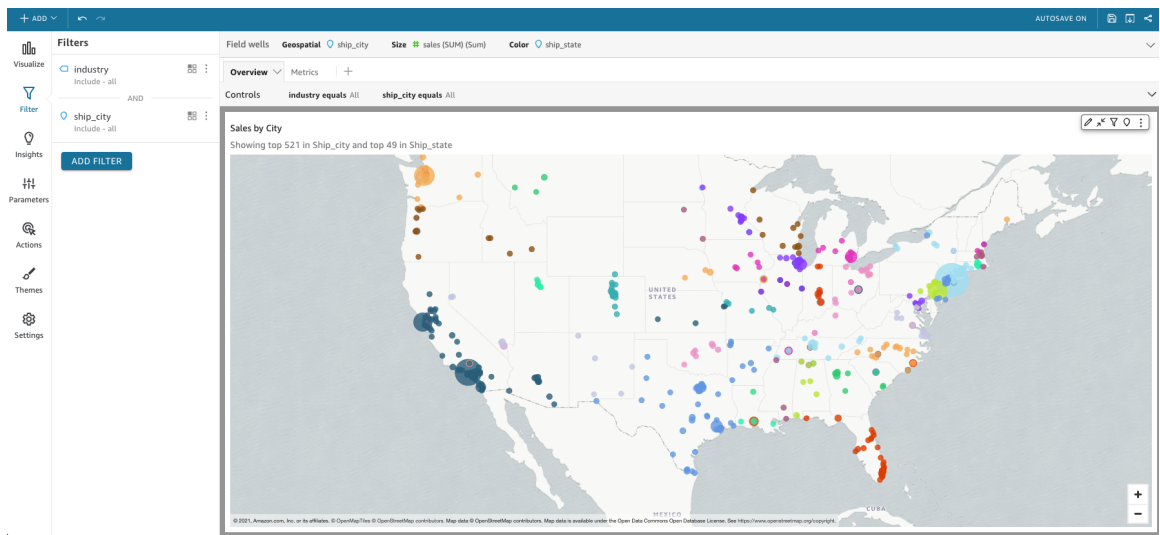 + ADD
AUTOSAVE ON
Visualize
Filter
Insights
Parameters
Actions
Themes
Settings
Filters
industry
Include - all
AND
ship_city
Include - all
ADD FILTER
Field wells Geospatial ship_city Size # sales (SUM) (Sum) Color ship_state
Overview Metrics +
Controls industry equals All ship_city equals All
Sales by City
Showing top 521 in Ship_city and top 49 in Ship_state
UNITED
STATES
MEXICO
CUBA
+
−
© 2021, Amazon.com, Inc. or its affiliates. © OpenMapTiles © OpenStreetMap contributors. Map data © OpenStreetMap contributors. Map data is available under the Open Data Commons Open Database License. See https://www.openstreetmap.org/copyright.